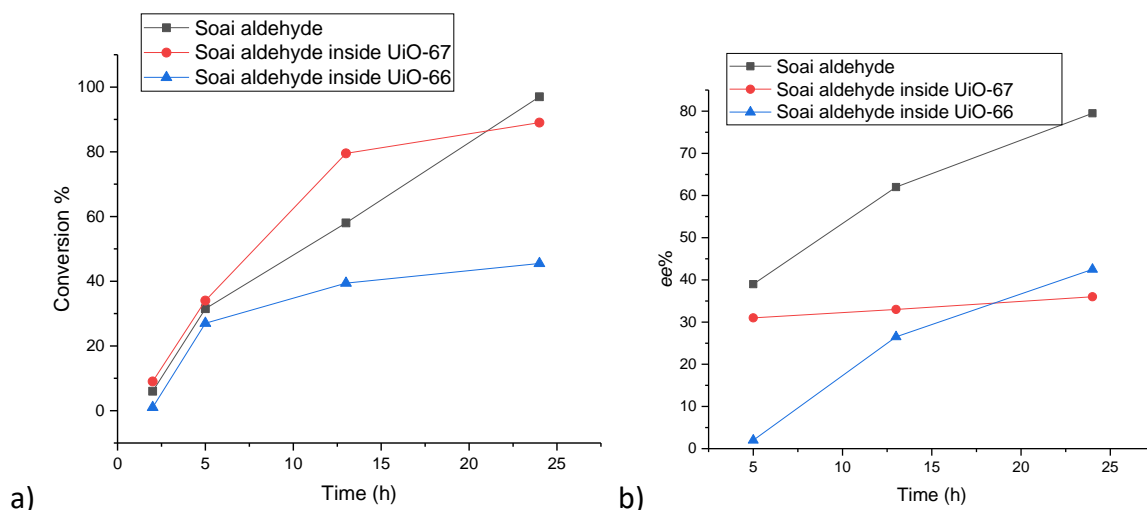 Soai aldehyde
Soai aldehyde inside UiO-67
Soai aldehyde inside UiO-66
100
80
60
40
20
0
Conversion %
0 5 10 15 20 25
Time (h)
a)
Soai aldehyde
Soai aldehyde inside UiO-67
Soai aldehyde inside UiO-66
80
70
60
50
40
30
20
10
0
ee%
5 10 15 20 25
Time (h)
b)